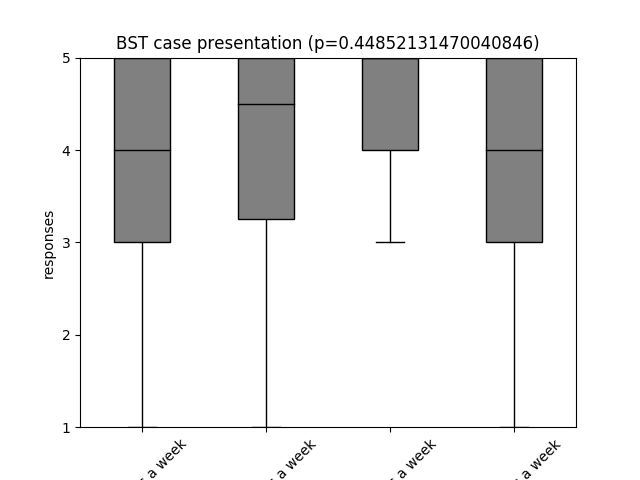 BST case presentation (p=0.44852131470040846)
responses
5
4
3
2
1
a week
a week
a week
a week